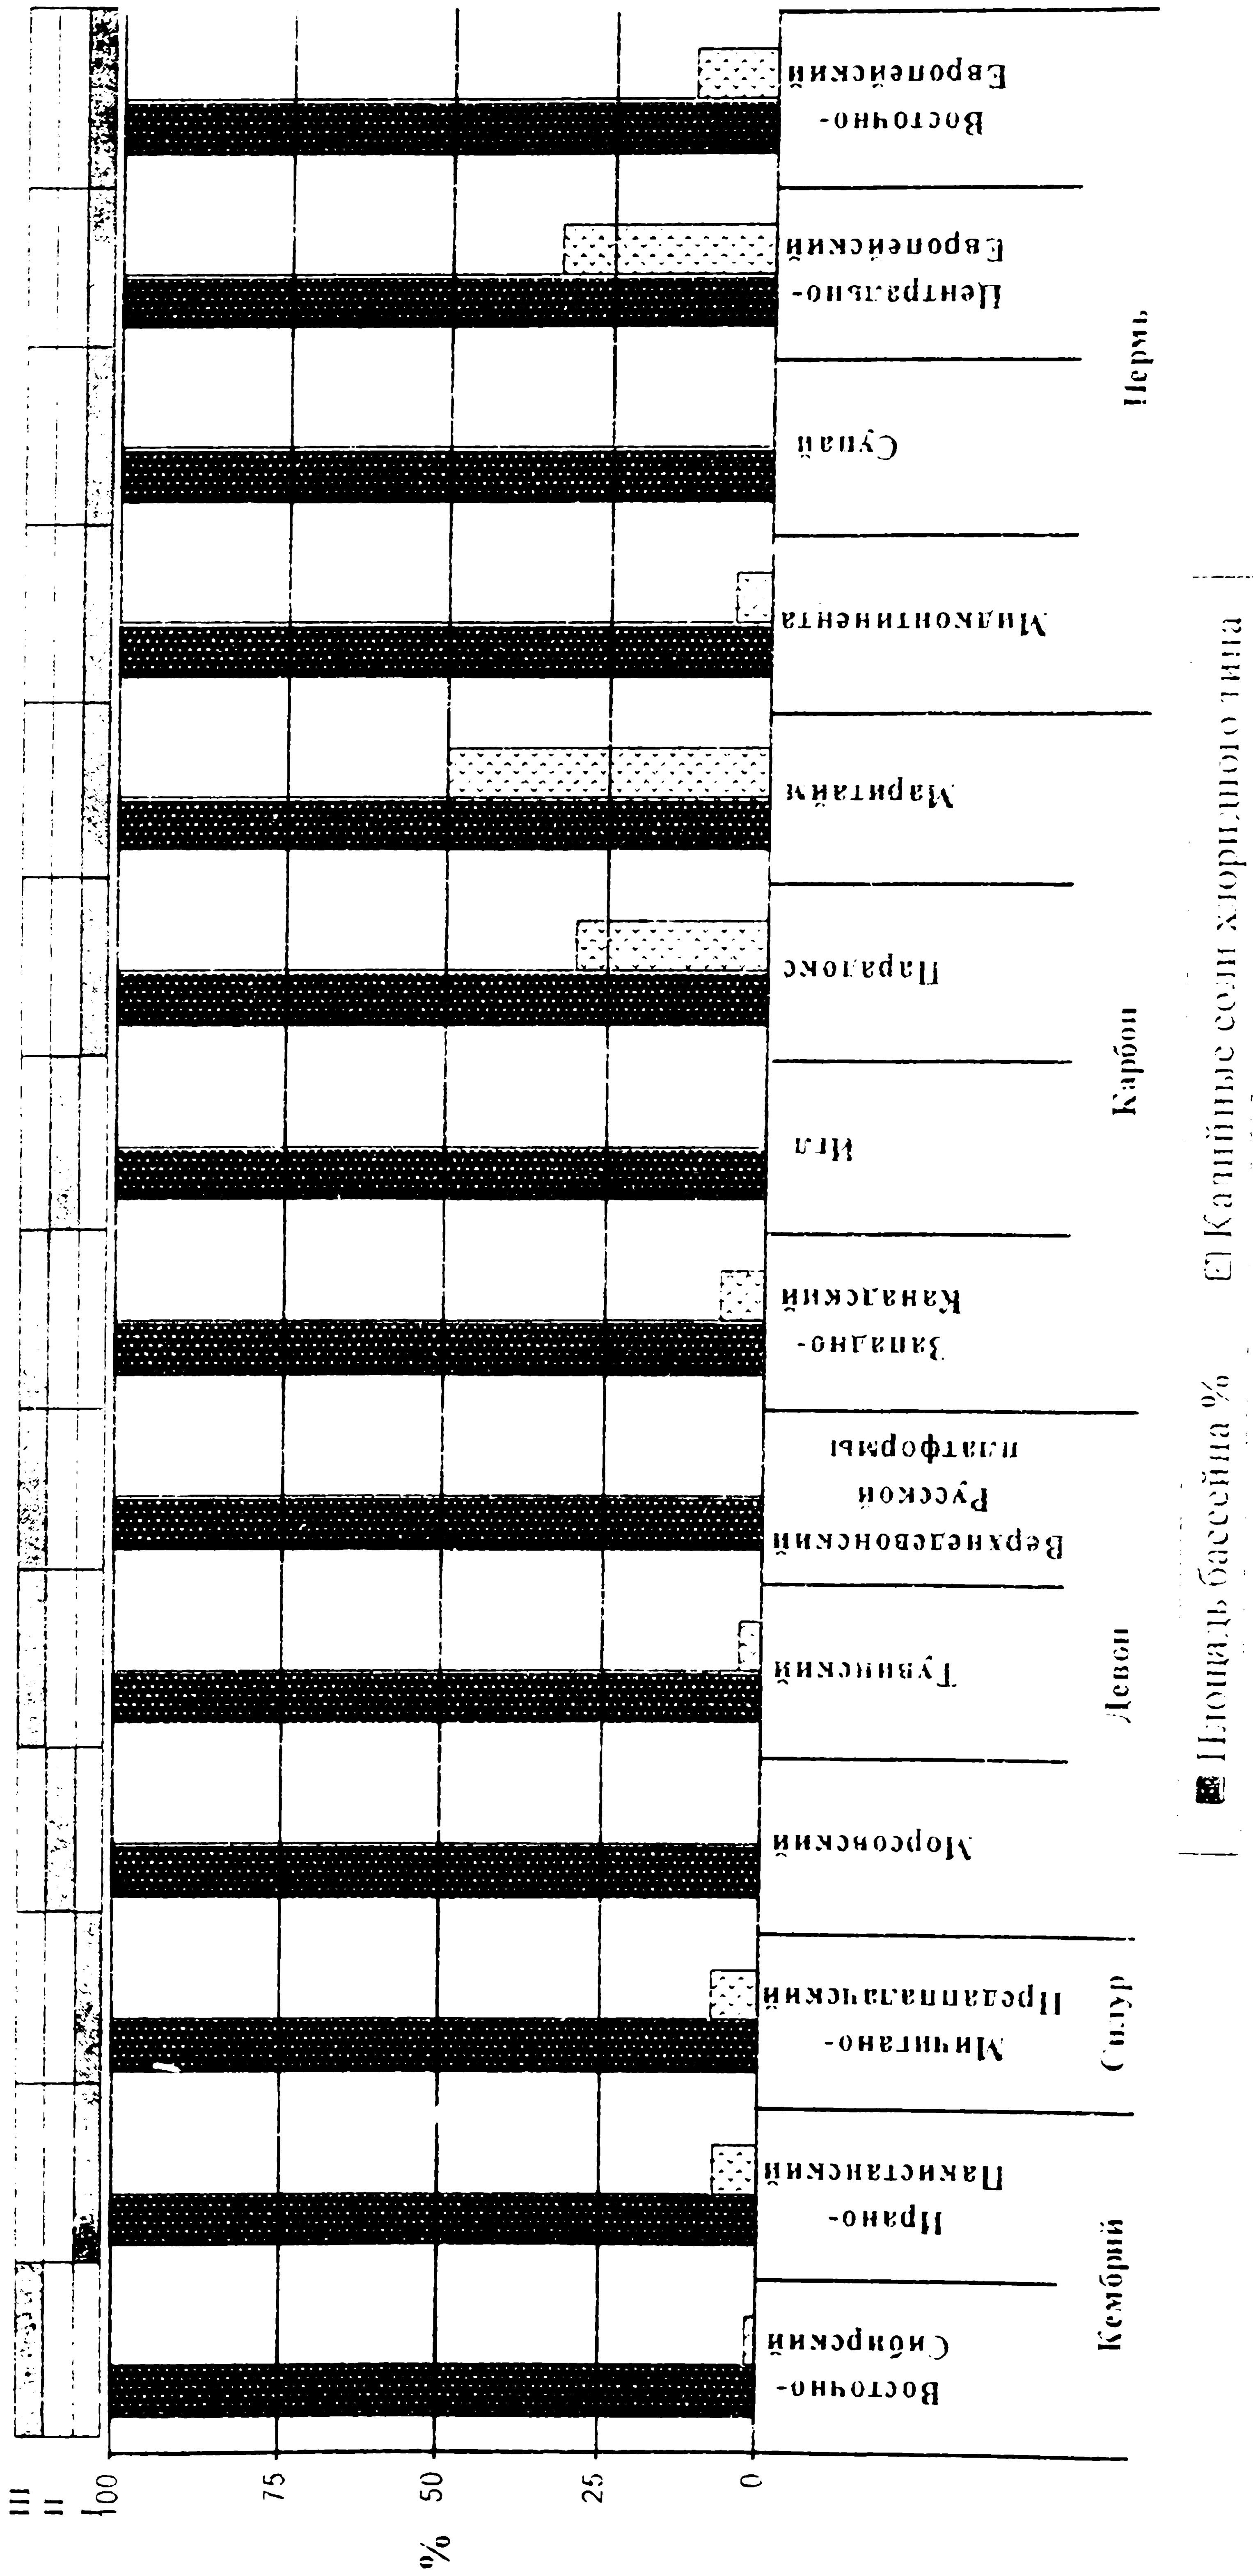 III
II
I
100
75
50
25
0
%
Восточно-
Сибирский
Ирано-
Пакистанский
Мичигано-
Предаппалачский
Морсовский
Тувинский
Верхнедевонский
Русской
платформы
Западно-
Канадский
Игл
Парадокс
Маритайм
Мидконтинента
Супай
Центрально-
Европейский
Восточно-
Европейский
Кембрий
Силур
Девон
Карбон
Пермь
Площадь бассейна %
Калийные соли хлоридного типа